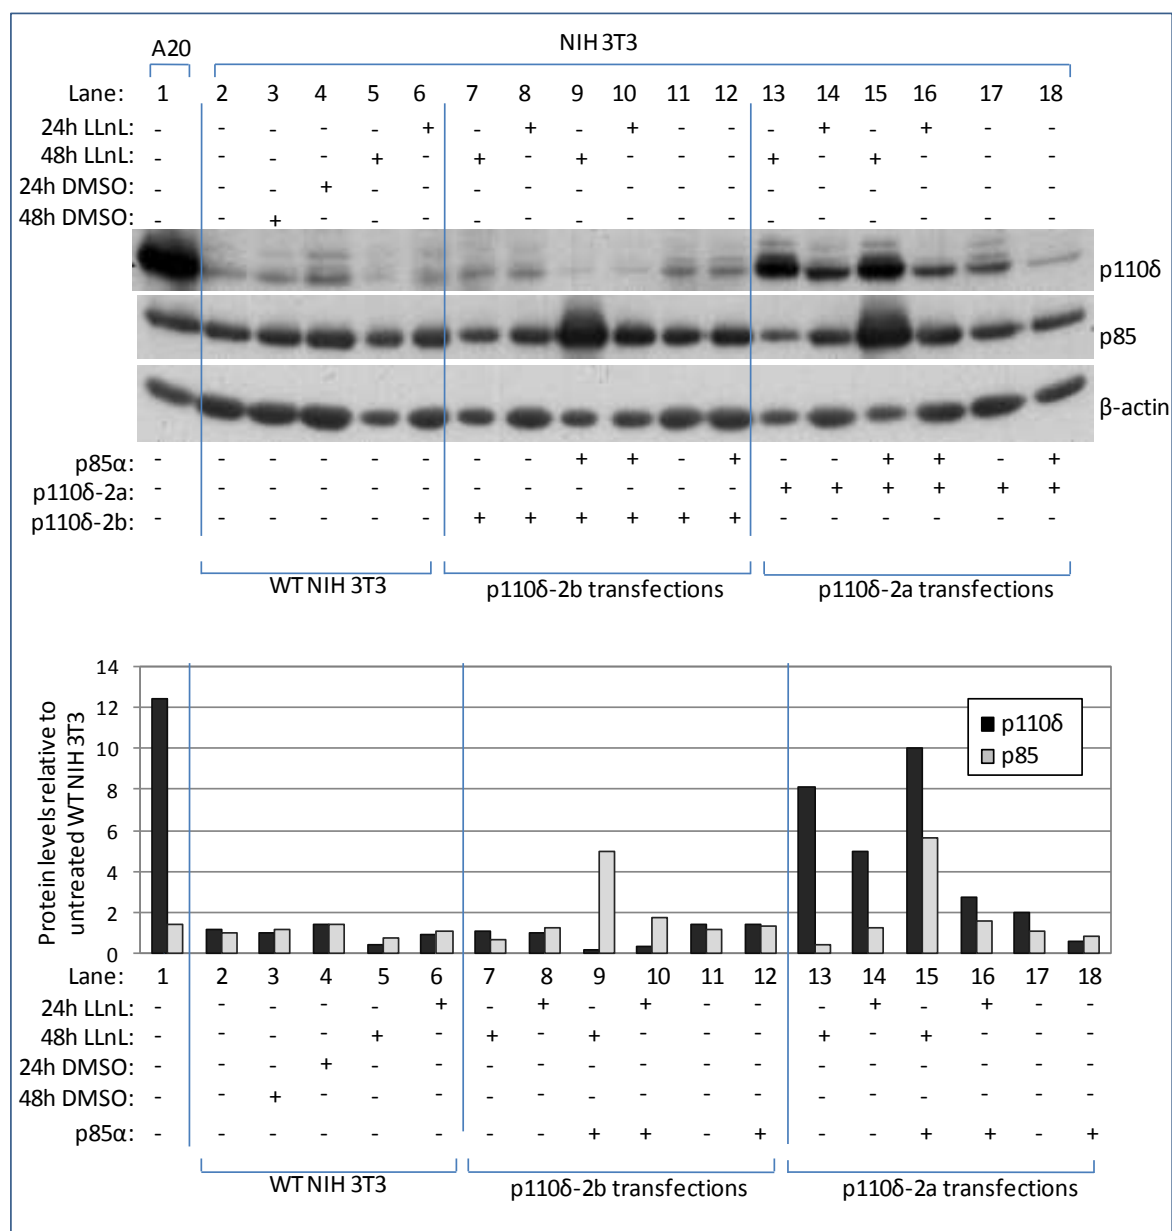 A20 NIH 3T3
Lane: 1 2 3 4 5 6 7 8 9 10 11 12 13 14 15 16 17 18
24h LLnL: - - - - - + - + - + - - - + - + - -
48h LLnL: - - - - + - + - + - - - + - + - - -
24h DMSO: - - - + - - - - - - - - - - - - - -
48h DMSO: - - + - - - - - - - - - - - - - - -
p110δ
p85
β-actin
p85α: - - - - - - - - + + - + - - + + - +
p110δ-2a: - - - - - - - - - - - - + + + + + +
p110δ-2b: - - - - - - + + + + + + - - - - - -
WT NIH 3T3 p110δ-2b transfections p110δ-2a transfections
Protein levels relative to
untreated WT NIH 3T3
14
12
10
8
6
4
2
0
p110δ
p85
Lane: 1 2 3 4 5 6 7 8 9 10 11 12 13 14 15 16 17 18
24h LLnL: - - - - - + - + - + - - - + - + - -
48h LLnL: - - - - + - + - + - - - + - + - - -
24h DMSO: - - - + - - - - - - - - - - - - - -
48h DMSO: - - + - - - - - - - - - - - - - - -
p85α: - - - - - - - - + + - + - - + + - +
WT NIH 3T3 p110δ-2b transfections p110δ-2a transfections